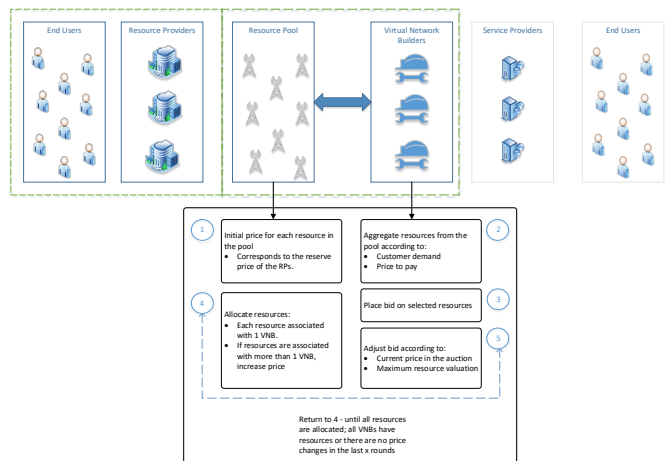 End Users
Resource Providers
Resource Pool
Virtual Network
Builders
Service Providers
End Users
1
Initial price for each resource in
the pool
• Corresponds to the reserve
price of the RPs.
Aggregate resources from the
pool according to:
• Customer demand
• Price to pay
2
Place bid on selected resources
3
4
Allocate resources:
• Each resource associated
with 1 VNB.
• If resources are associated
with more than 1 VNB,
increase price
5
Adjust bid according to:
• Current price in the auction
• Maximum resource valuation
Return to 4 - until all resources
are allocated; all VNBs have
resources or there are no price
changes in the last x rounds